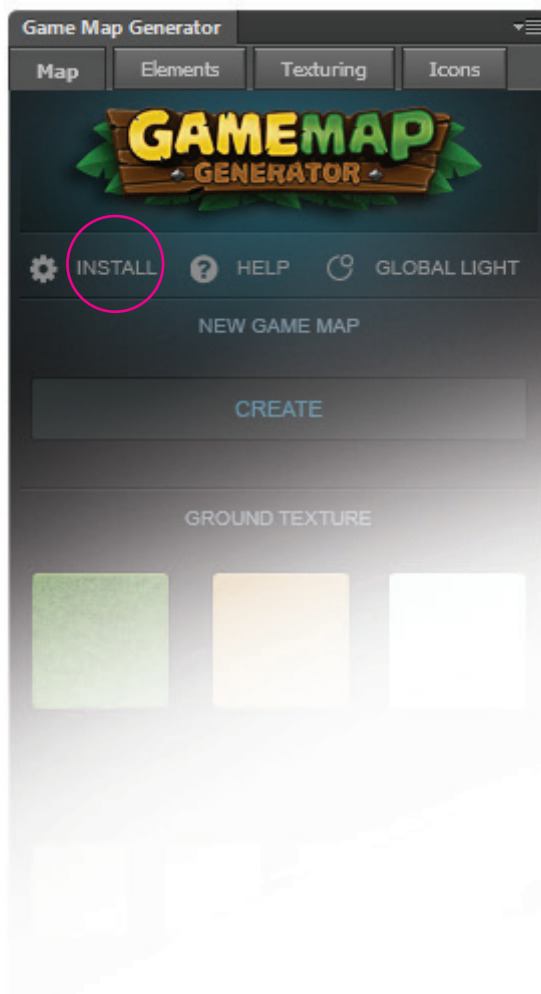 Game Map Generator
Map Elements Texturing Icons
GAMEMAP
GENERATOR
INSTALL ? HELP GLOBAL LIGHT
NEW GAME MAP
CREATE
GROUND TEXTURE